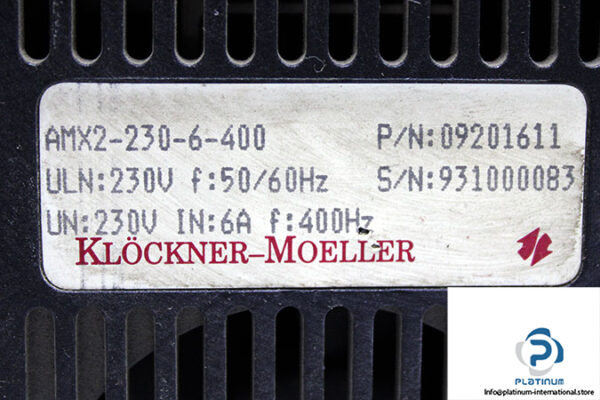 AMX2-230-6-400 P/N:09201611
ULN:230V f:50/60Hz S/N:931000083
UN:230V IN:6A f:400Hz
KLÖCKNER–MOELLER
PLATINUM
Info@platinum-international.store